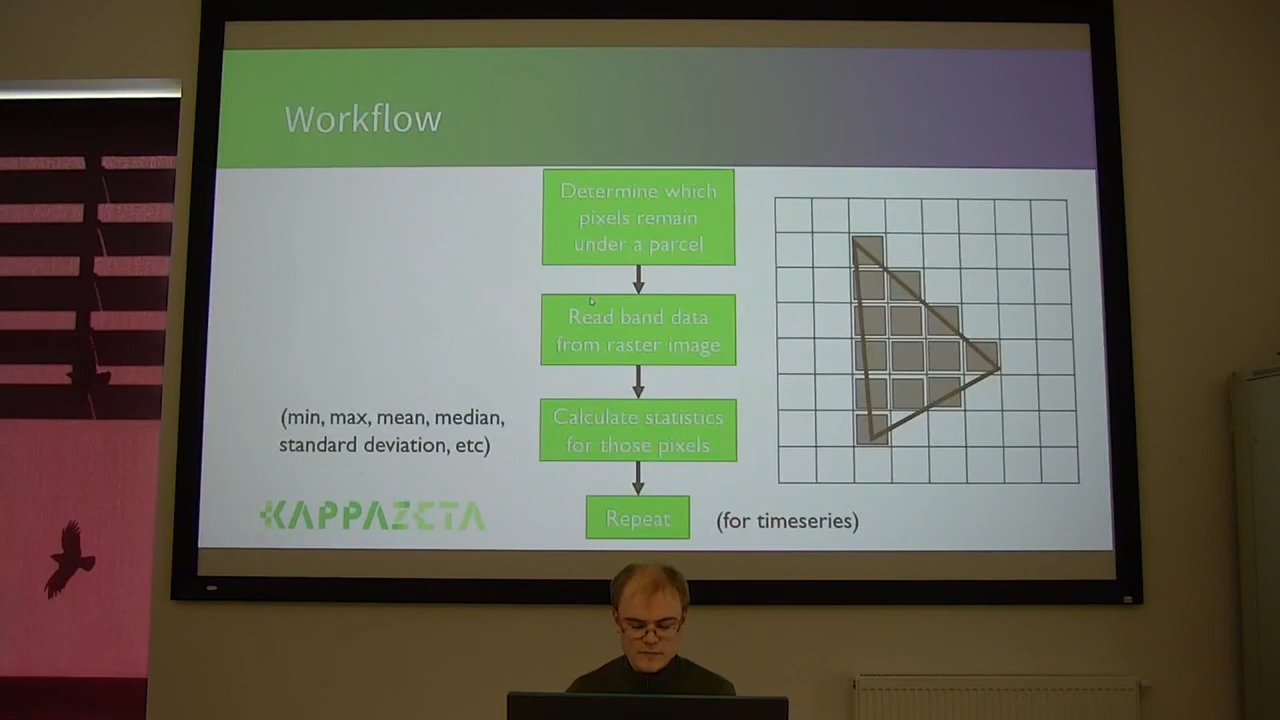 Workflow
Determine which
pixels remain
under a parcel
Read band data
from raster image
(min, max, mean, median,
standard deviation, etc)
Calculate statistics
for those pixels
KAPPAZETA
Repeat
(for timeseries)